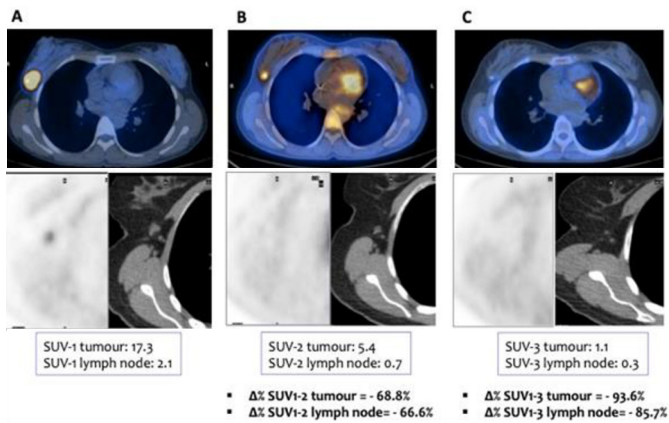 A
B
C
SUV-1 tumour: 17.3
SUV-1 lymph node: 2.1
SUV-2 tumour: 5.4
SUV-2 lymph node: 0.7
SUV-3 tumour: 1.1
SUV-3 lymph node: 0.3
▪ Δ% SUV1-2 tumour = - 68.8%
▪ Δ% SUV1-2 lymph node= - 66.6%
▪ Δ% SUV1-3 tumour = - 93.6%
▪ Δ% SUV1-3 lymph node= - 85.7%